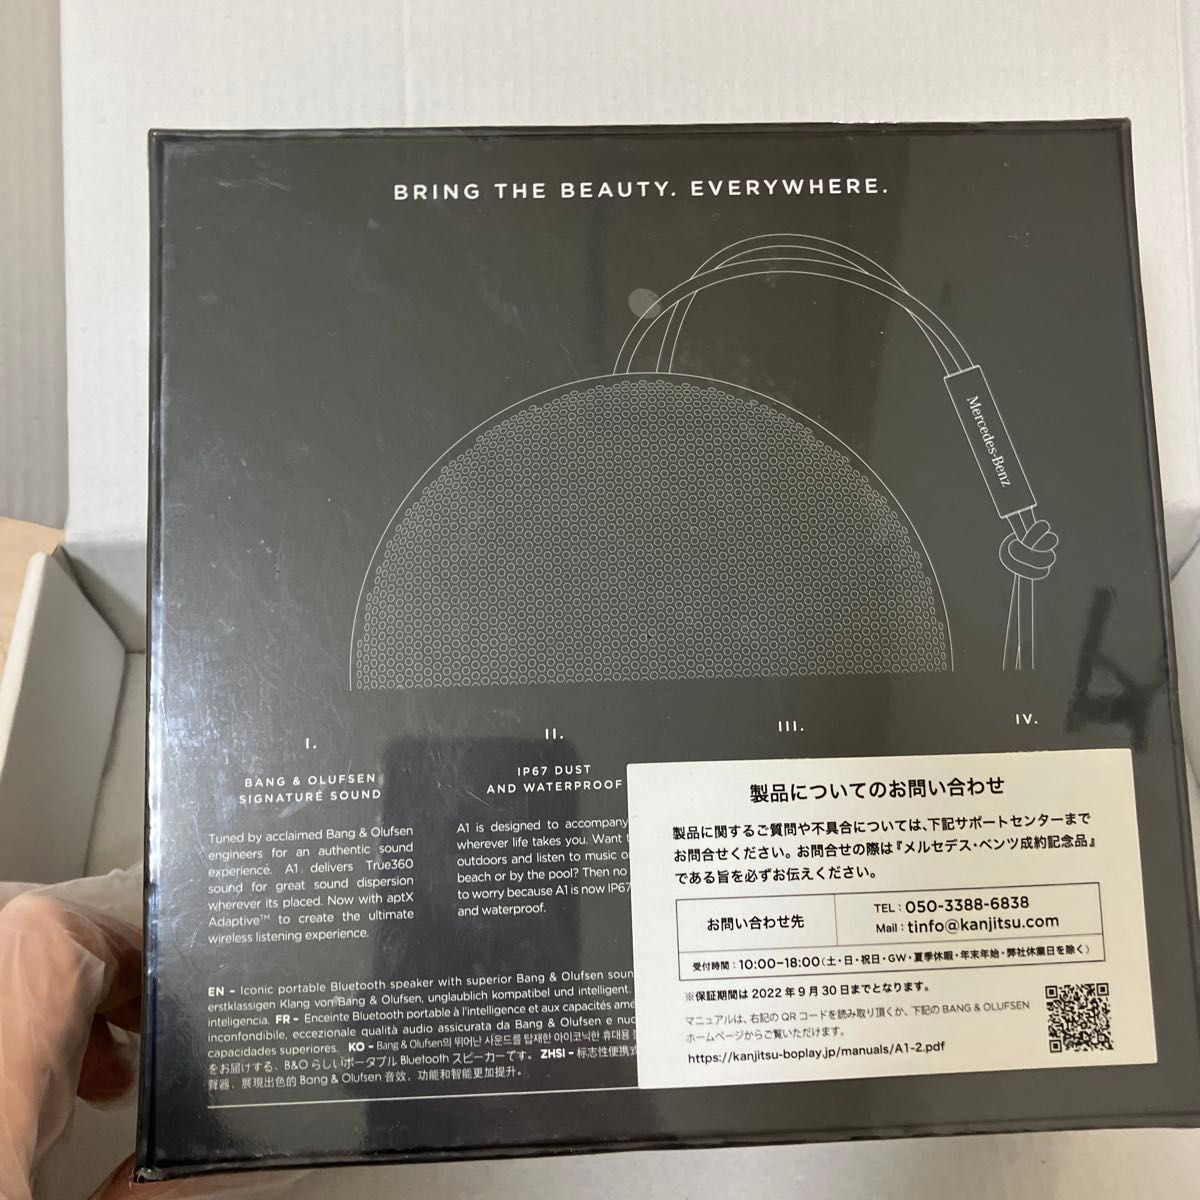 BRING THE BEAUTY. EVERYWHERE.
Mercedes-Benz
I.
BANG & OLUFSEN
SIGNATURE SOUND
Tuned by acclaimed Bang & Olufsen
engineers for an authentic sound
experience. A1 delivers True360
sound for great sound dispersion
wherever its placed. Now with aptX
Adaptive™ to create the ultimate
wireless listening experience.
II.
IP67 DUST
AND WATERPROOF
A1 is designed to accompany
wherever life takes you. Want
outdoors and listen to music
beach or by the pool? Then no
to worry because A1 is now IP67
and waterproof.
III.
IV.
EN - Iconic portable Bluetooth speaker with superior Bang & Olufsen
erstklassigen Klang von Bang & Olufsen, unglaublich kompatibel und intelligent.
inteligencia. FR - Enceinte Bluetooth portable à l'intelligence et aux capacités
inconfondibile, eccezionale qualità audio assicurata da Bang & Olufsen e
capacidades superiores. KO - Bang & Olufsen의 뛰어난 사운드를 탑재한 아이코닉한 휴대용
をお届けする、B&O らしいポータブル Bluetooth スピーカーです。 ZHSI - 标志性便携式
聲器，展現出色的 Bang & Olufsen 音效，功能和智能更加提升。
製品についてのお問い合わせ
製品に関するご質問や不具合については、下記サポートセンターまで
お問合せください。お問合せの際は『メルセデス・ベンツ成約記念品』
である旨を必ずお伝えください。
お問い合わせ先
TEL : 050-3388-6838
Mail : tinfo@kanjitsu.com
受付時間 : 10:00-18:00(土・日・祝日・GW・夏季休暇・年末年始・弊社休業日を除く)
※保証期間は 2022 年 9 月 30 日までとなります。
マニュアルは、右記の QR コードを読み取り頂くか、下記の BANG & OLUFSEN
ホームページからご覧いただけます。
https://kanjitsu-boplay.jp/manuals/A1-2.pdf